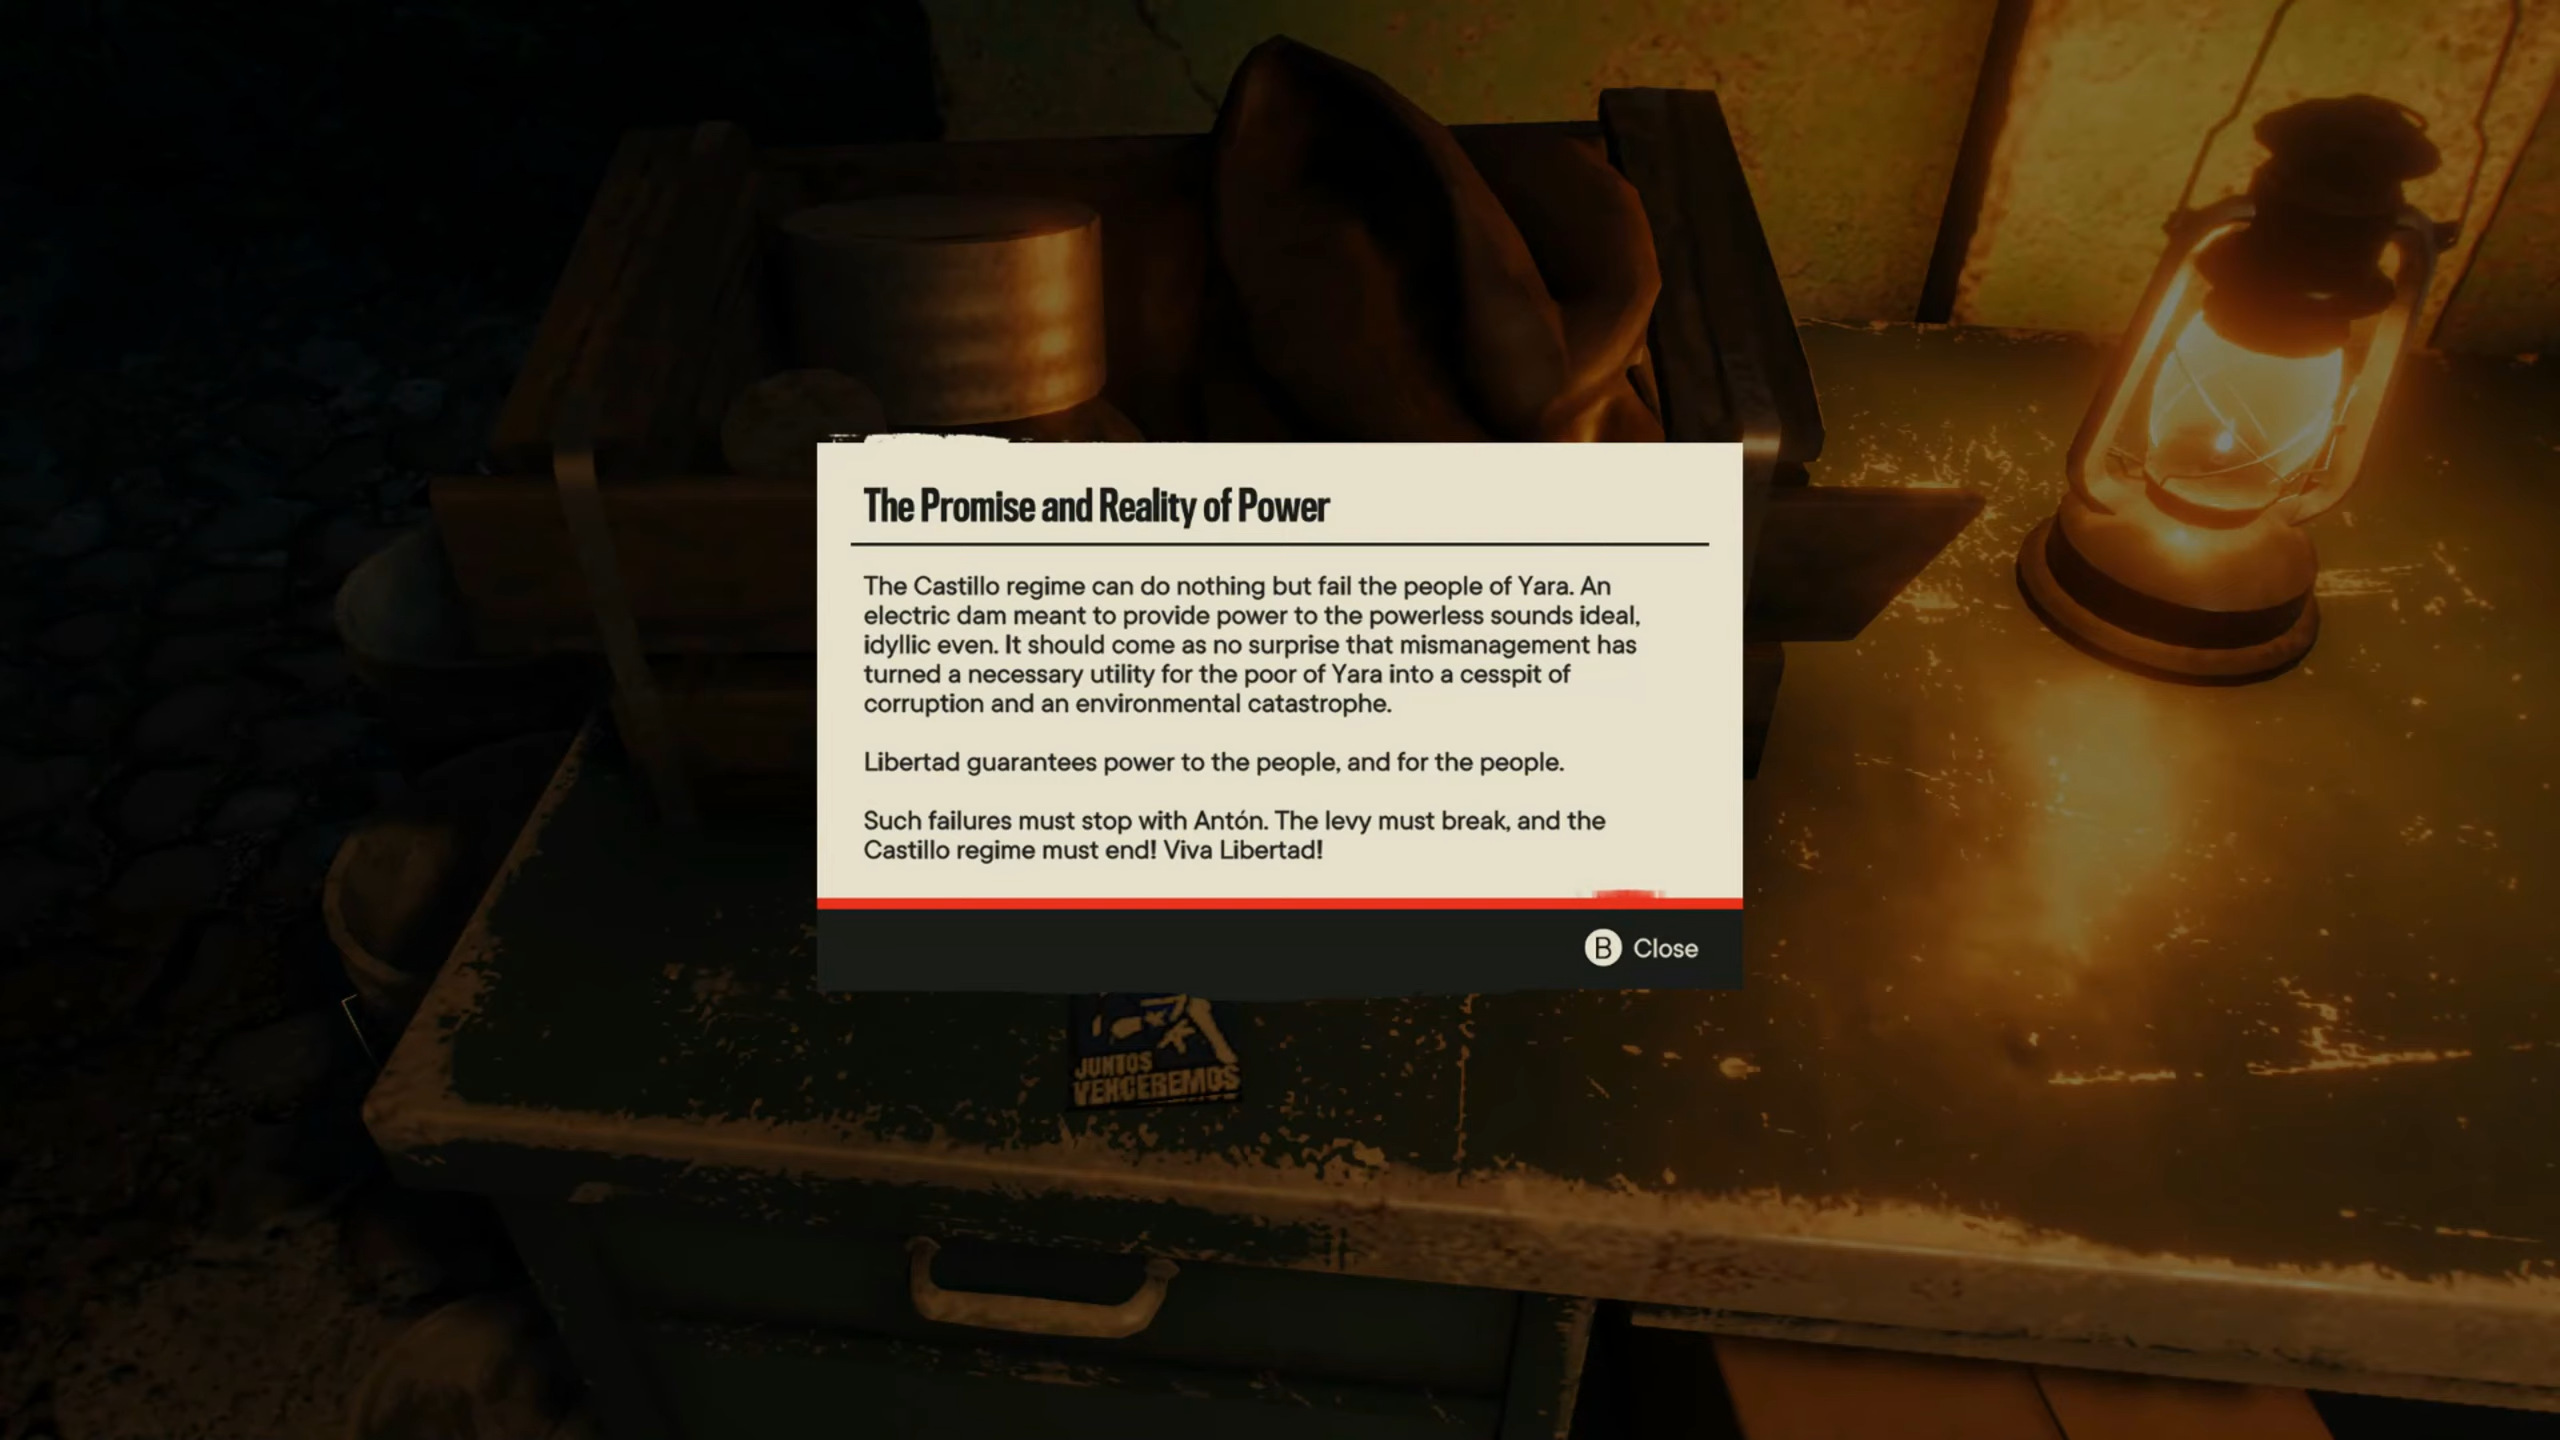 The Promise and Reality of Power
The Castillo regime can do nothing but fail the people of Yara. An
electric dam meant to provide power to the powerless sounds ideal,
idyllic even. It should come as no surprise that mismanagement has
turned a necessary utility for the poor of Yara into a cesspit of
corruption and an environmental catastrophe.
Libertad guarantees power to the people, and for the people.
Such failures must stop with Antón. The levy must break, and the
Castillo regime must end! Viva Libertad!
B Close
JUNTOS
VENCEREMOS